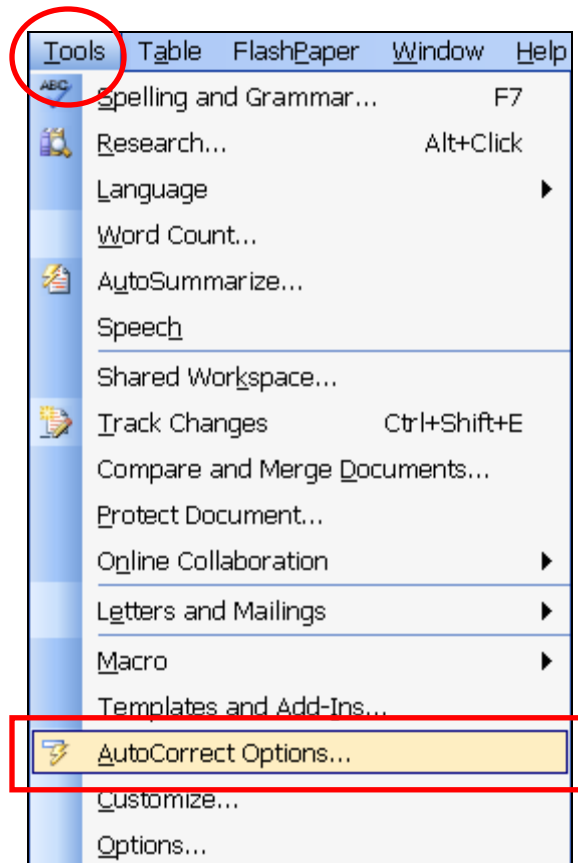 Tools Table FlashPaper Window Help
ABC Spelling and Grammar... F7
Research... Alt+Click
Language
Word Count...
AutoSummarize...
Speech
Shared Workspace...
Track Changes Ctrl+Shift+E
Compare and Merge Documents...
Protect Document...
Online Collaboration
Letters and Mailings
Macro
Templates and Add-Ins...
AutoCorrect Options...
Customize...
Options...